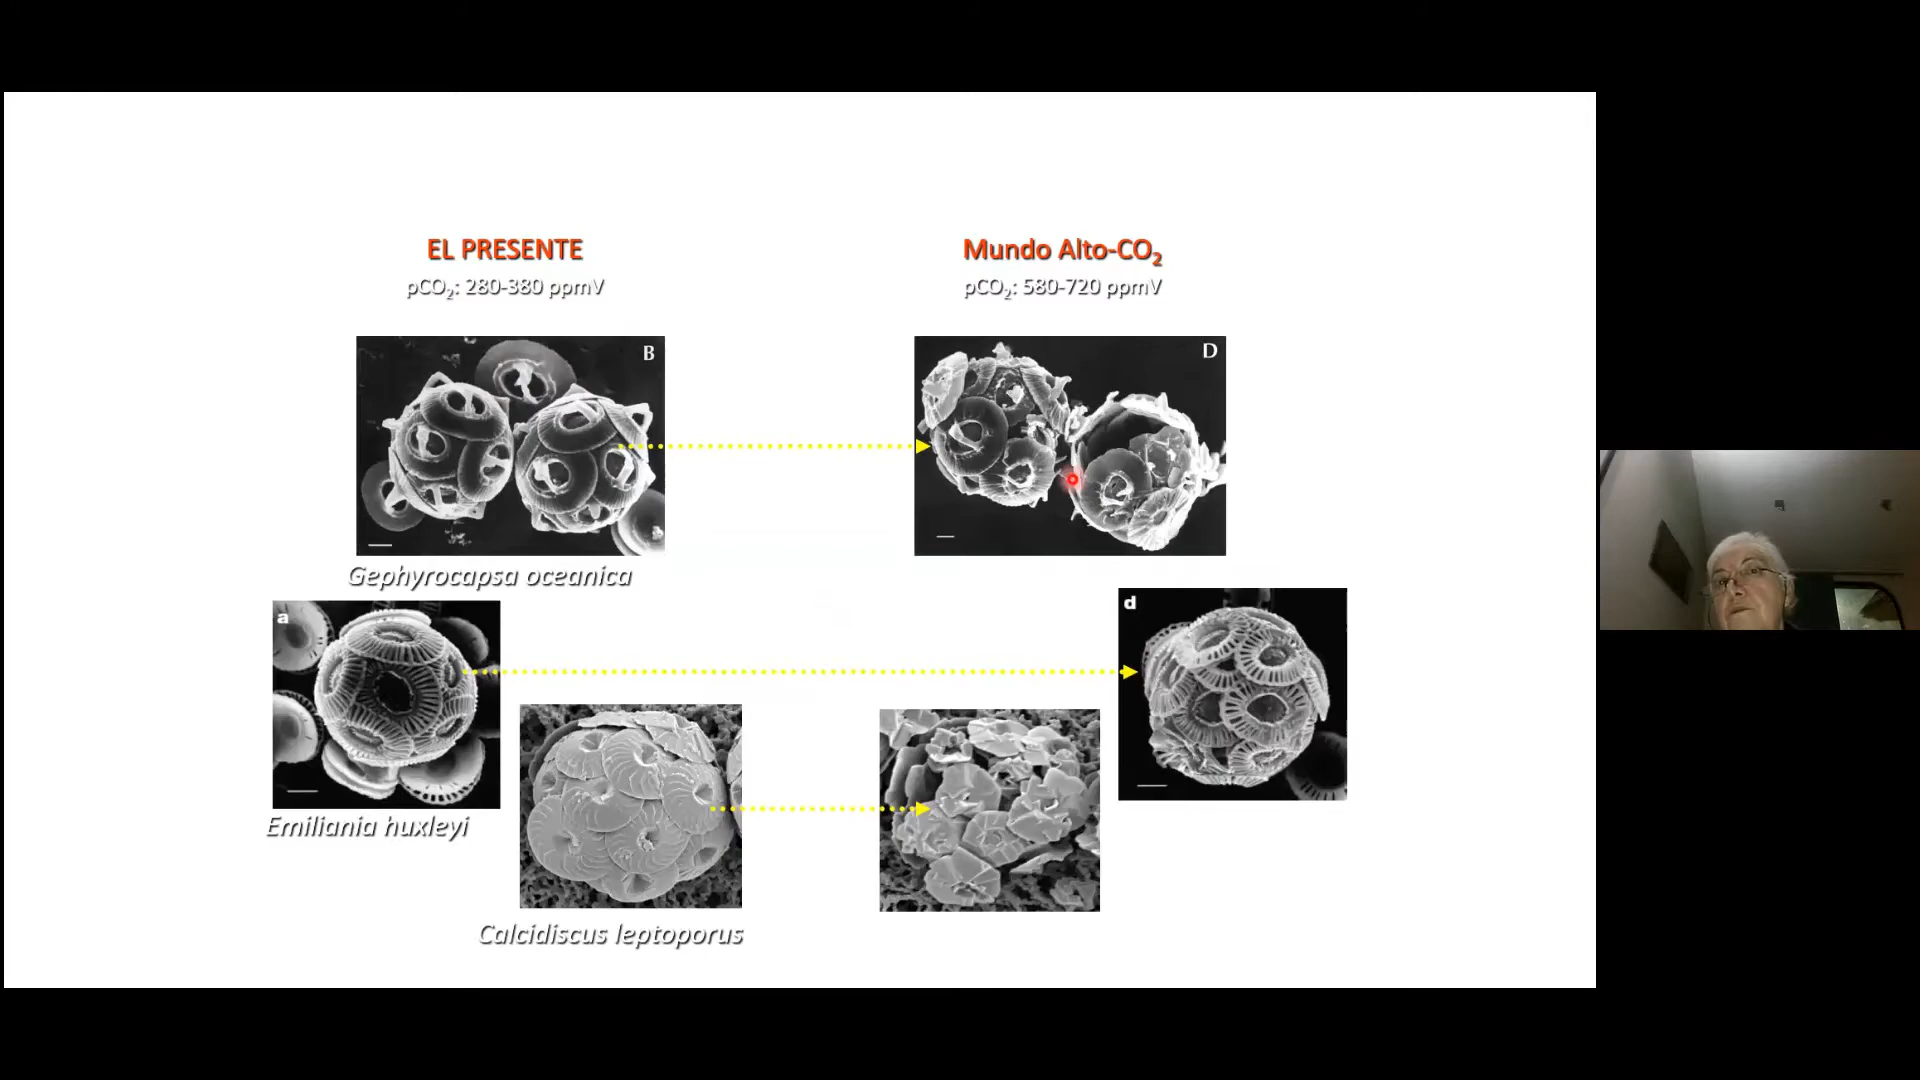 EL PRESENTE
pCO₂: 280-380 ppmV
Mundo Alto-CO₂
pCO₂: 580-720 ppmV
B
D
Gephyrocapsa oceanica
a
d
Emiliania huxleyi
Calcidiscus leptoporus